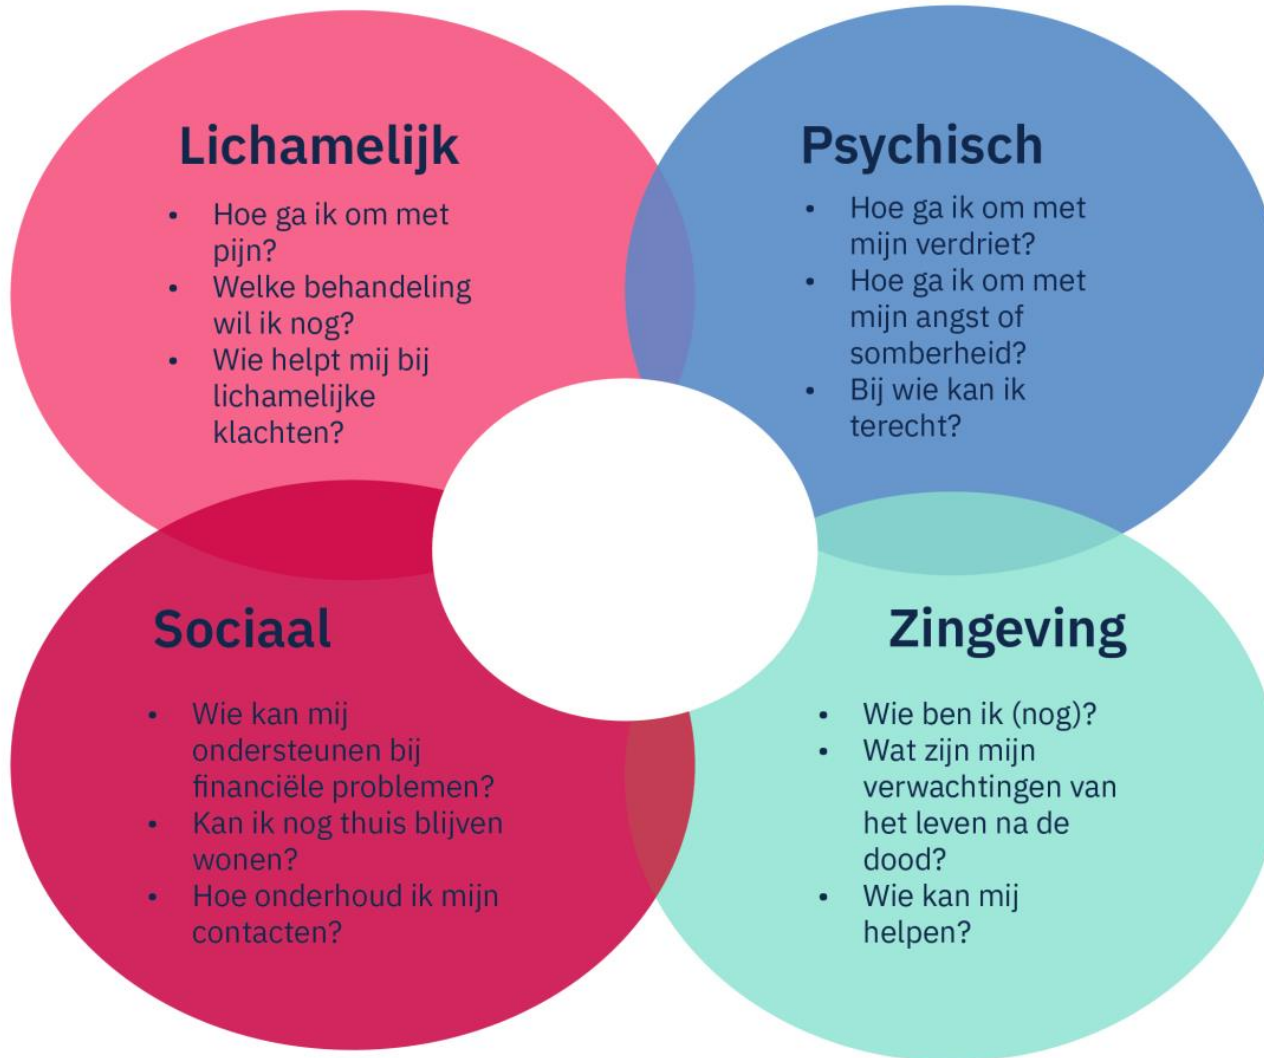 Lichamelijk
• Hoe ga ik om met
pijn?
• Welke behandeling
wil ik nog?
• Wie helpt mij bij
lichamelijke
klachten?
Psychisch
• Hoe ga ik om met
mijn verdriet?
• Hoe ga ik om met
mijn angst of
somberheid?
• Bij wie kan ik
terecht?
Sociaal
• Wie kan mij
ondersteunen bij
financiële problemen?
• Kan ik nog thuis blijven
wonen?
• Hoe onderhoud ik mijn
contacten?
Zingeving
• Wie ben ik (nog)?
• Wat zijn mijn
verwachtingen van
het leven na de
dood?
• Wie kan mij
helpen?